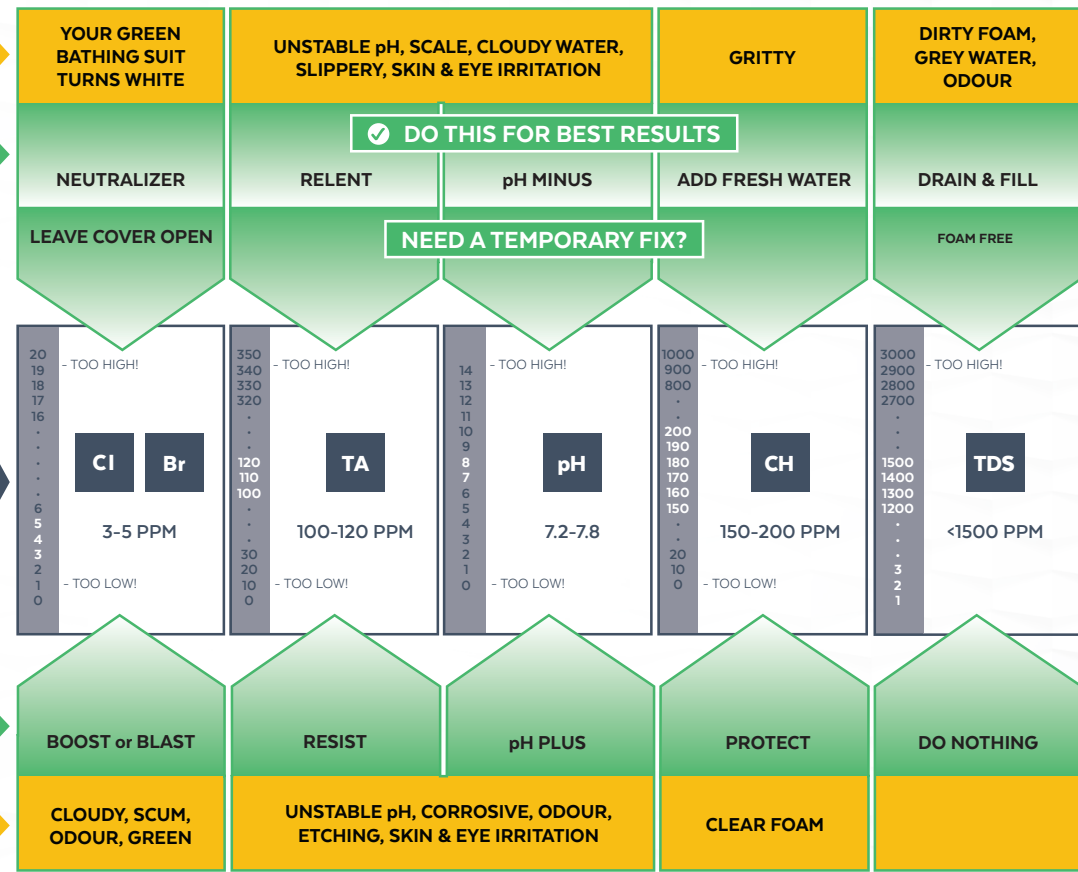 YOUR GREEN
BATHING SUIT
TURNS WHITE
UNSTABLE pH, SCALE, CLOUDY WATER,
SLIPPERY, SKIN & EYE IRRITATION
GRITTY
DIRTY FOAM,
GREY WATER,
ODOUR
DO THIS FOR BEST RESULTS
NEUTRALIZER
RELENT
pH MINUS
ADD FRESH WATER
DRAIN & FILL
LEAVE COVER OPEN
NEED A TEMPORARY FIX?
FOAM FREE
20
19
18
17
16
.
.
.
.
.
6
5
4
3
2
1
0
- TOO HIGH!
Cl
Br
3-5 PPM
- TOO LOW!
350
340
330
320
.
.
.
120
110
100
.
.
.
30
20
10
0
- TOO HIGH!
TA
100-120 PPM
- TOO LOW!
14
13
12
11
10
9
8
7
6
5
4
3
2
1
0
- TOO HIGH!
pH
7.2-7.8
- TOO LOW!
1000
900
800
.
.
200
190
180
170
160
150
.
.
20
10
0
- TOO HIGH!
CH
150-200 PPM
- TOO LOW!
3000
2900
2800
2700
.
.
.
1500
1400
1300
1200
.
.
.
3
2
1
- TOO HIGH!
TDS
<1500 PPM
BOOST or BLAST
RESIST
pH PLUS
PROTECT
DO NOTHING
CLOUDY, SCUM,
ODOUR, GREEN
UNSTABLE pH, CORROSIVE, ODOUR,
ETCHING, SKIN & EYE IRRITATION
CLEAR FOAM